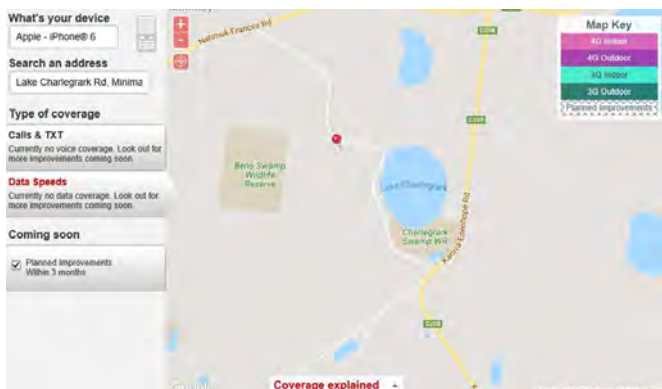 What's your device
Apple - iPhone® 6
Search an address
Lake Charlegrark Rd, Minima
Type of coverage
Calls & TXT
Currently no voice coverage. Look out for
more improvements coming soon.
Data Speeds
Currently no data coverage. Look out for
more improvements coming soon.
Coming soon
Planned Improvements
Within 3 months
+
-
Natimuk Frances Rd
C208
Map Key
4G Indoor
4G Outdoor
3G Indoor
3G Outdoor
Planned Improvements
C208
Beno Swamp
Wildlife
Reserve
Lake Charlegrark
Charlegrark
Swamp WR
Kaniva Edenhope Rd
C208
Coverage explained